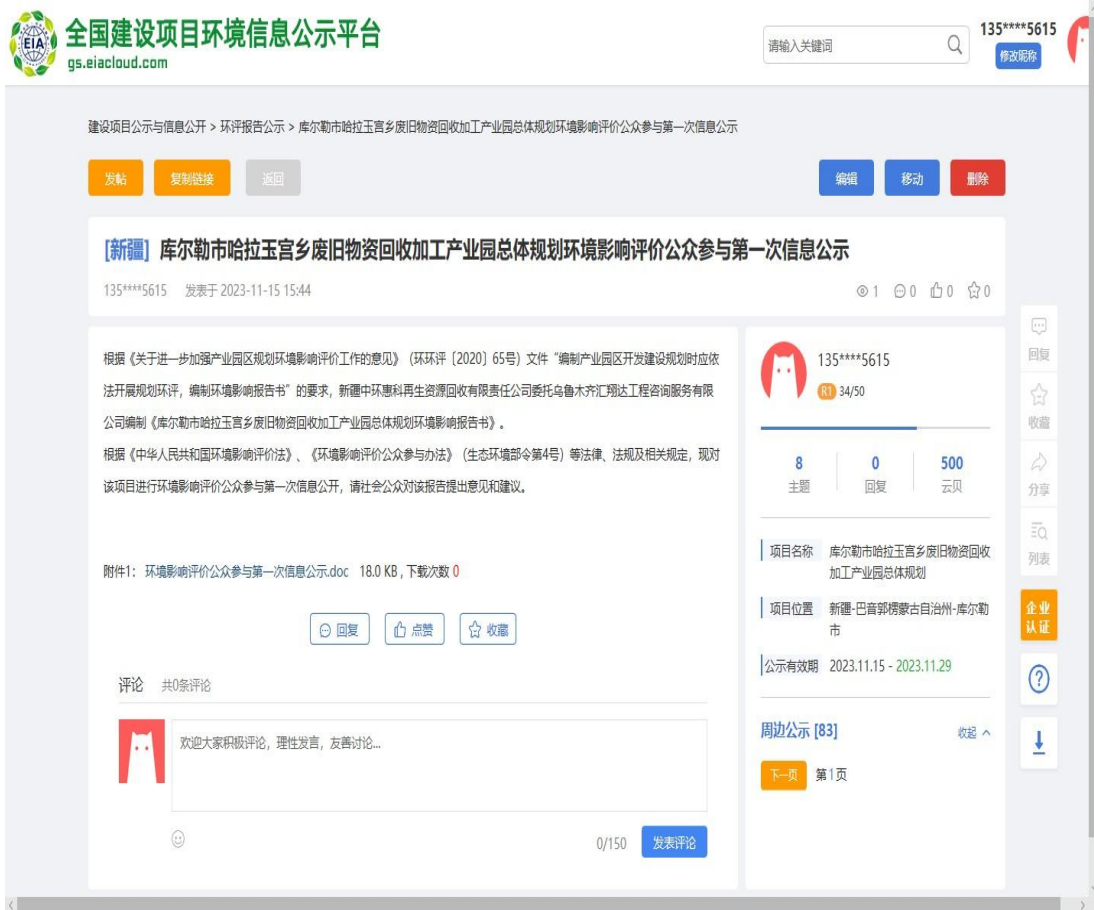 全国建设项目环境信息公示平台
gs.eiacloud.com
EIA
请输入关键词
135****5615
修改昵称
建设项目公示与信息公开 > 环评报告公示 > 库尔勒市哈拉玉宫乡废旧物资回收加工产业园总体规划环境影响评价公众参与第一次信息公示
发帖
复制链接
返回
编辑
移动
删除
[新疆] 库尔勒市哈拉玉宫乡废旧物资回收加工产业园总体规划环境影响评价公众参与第一次信息公示
135****5615 发表于 2023-11-15 15:44
1 0 0 0
根据《关于进一步加强产业园区规划环境影响评价工作的意见》（环环评〔2020〕65号）文件“编制产业园区开发建设规划时应依
法开展规划环评，编制环境影响报告书”的要求，新疆中环惠科再生资源回收有限责任公司委托乌鲁木齐汇翔达工程咨询服务有限
公司编制《库尔勒市哈拉玉宫乡废旧物资回收加工产业园总体规划环境影响报告书》。
根据《中华人民共和国环境影响评价法》、《环境影响评价公众参与办法》（生态环境部令第4号）等法律、法规及相关规定，现对
该项目进行环境影响评价公众参与第一次信息公开，请社会公众对该报告提出意见和建议。
附件1： 环境影响评价公众参与第一次信息公示.doc 18.0 KB , 下载次数 0
回复
点赞
收藏
评论 共0条评论
欢迎大家积极评论，理性发言，友善讨论...
0/150
发表评论
135****5615
R1 34/50
8 0 500
主题 回复 云贝
项目名称 库尔勒市哈拉玉宫乡废旧物资回收
加工产业园总体规划
项目位置 新疆-巴音郭楞蒙古自治州-库尔勒
市
公示有效期 2023.11.15 - 2023.11.29
周边公示 [83] 收起
下一页 第1页
回复
收藏
分享
列表
企业
认证